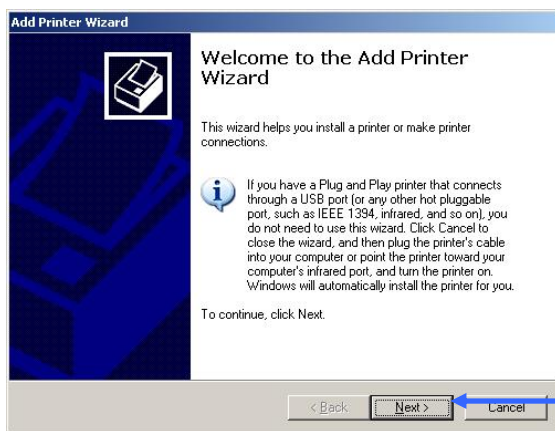 Add Printer Wizard
Welcome to the Add Printer
Wizard
This wizard helps you install a printer or make printer
connections.
If you have a Plug and Play printer that connects
through a USB port (or any other hot pluggable
port, such as IEEE 1394, infrared, and so on), you
do not need to use this wizard. Click Cancel to
close the wizard, and then plug the printer's cable
into your computer or point the printer toward your
computer's infrared port, and turn the printer on.
Windows will automatically install the printer for you.
To continue, click Next.
< Back Next > Cancel